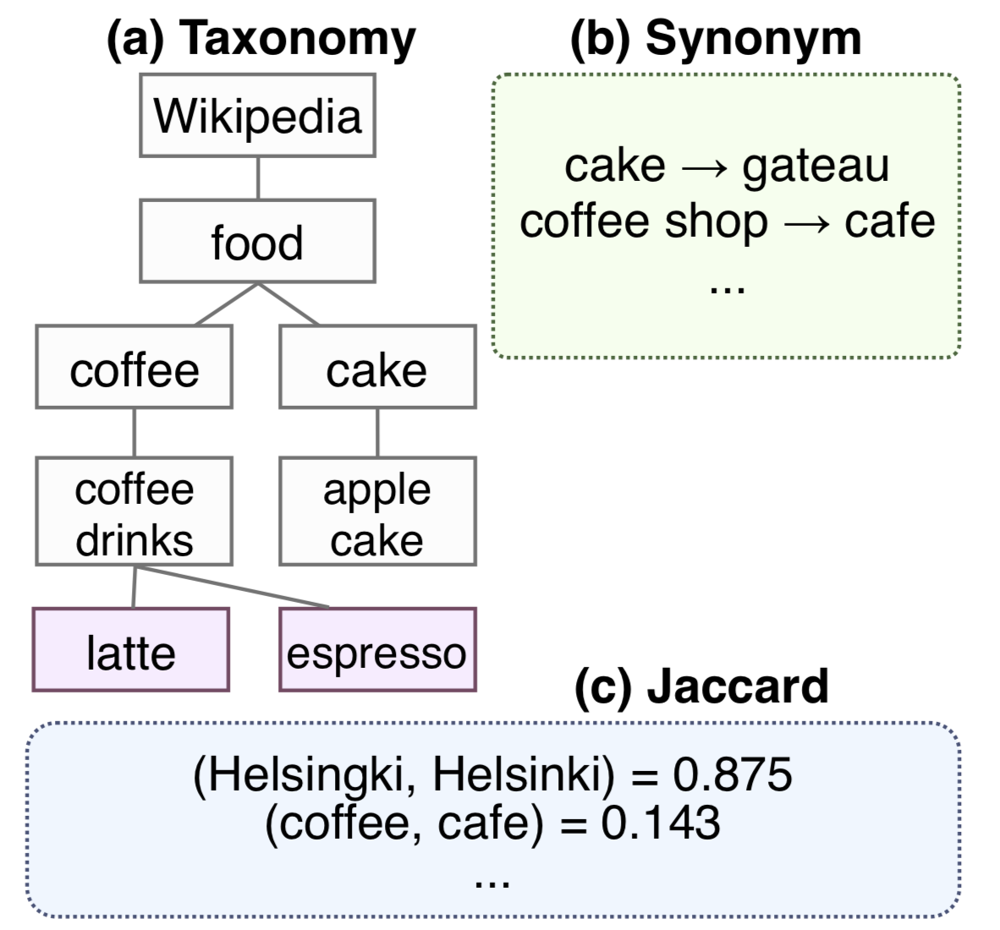 (a) Taxonomy
Wikipedia
food
coffee
cake
coffee
drinks
apple
cake
latte
espresso
(b) Synonym
cake → gateau
coffee shop → cafe
...
(c) Jaccard
(Helsingki, Helsinki) = 0.875
(coffee, cafe) = 0.143
...